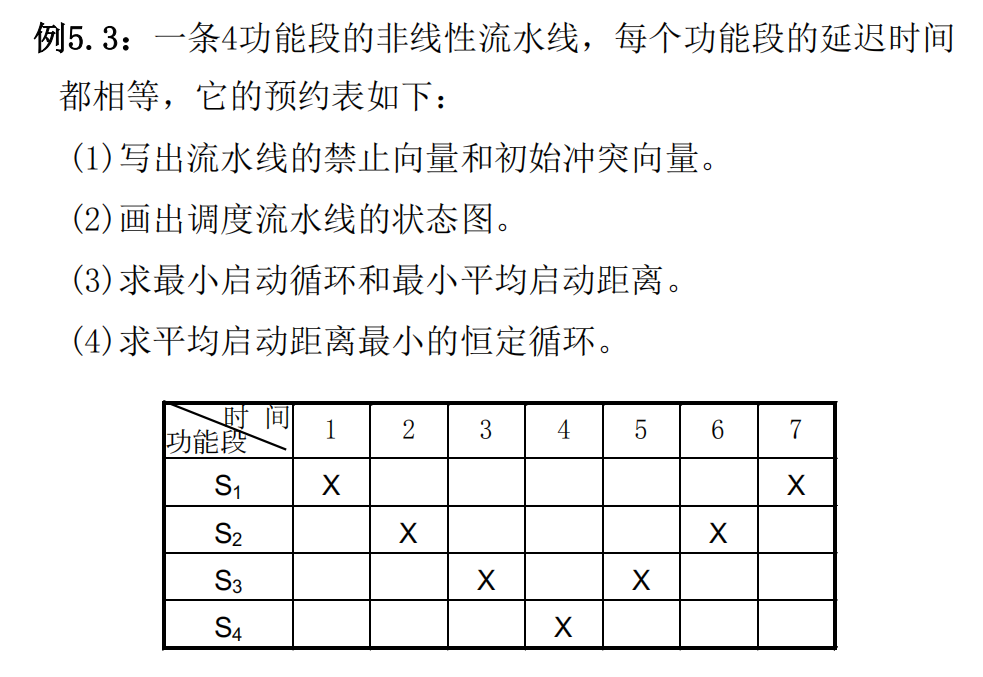 例5.3：一条4功能段的非线性流水线，每个功能段的延迟时间
都相等，它的预约表如下：
(1)写出流水线的禁止向量和初始冲突向量。
(2)画出调度流水线的状态图。
(3)求最小启动循环和最小平均启动距离。
(4)求平均启动距离最小的恒定循环。
时 间
功能段 1 2 3 4 5 6 7
S₁ X X
S₂ X X
S₃ X X
S₄ X